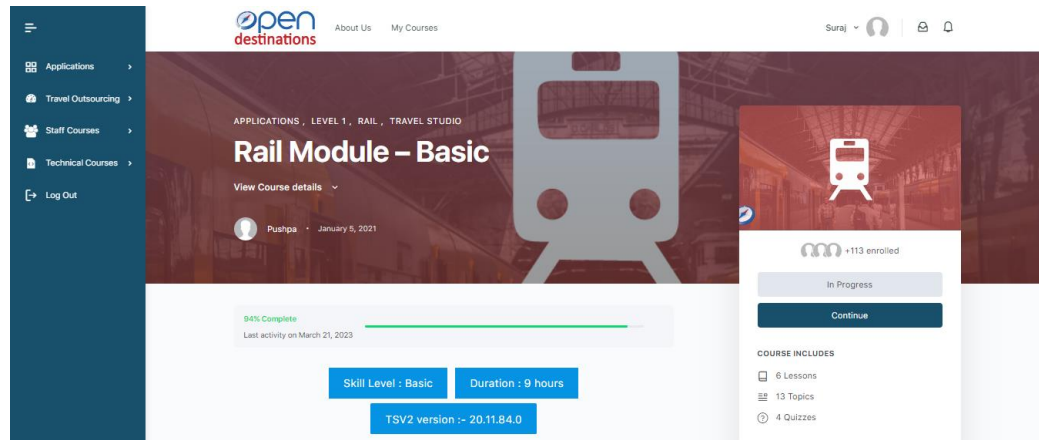 open
destinations
About Us
My Courses
Suraj
Applications
Travel Outsourcing
Staff Courses
Technical Courses
Log Out
APPLICATIONS , LEVEL 1 , RAIL , TRAVEL STUDIO
Rail Module – Basic
View Course details
Pushpa • January 5, 2021
+113 enrolled
In Progress
Continue
COURSE INCLUDES
6 Lessons
13 Topics
4 Quizzes
94% Complete
Last activity on March 21, 2023
Skill Level : Basic
Duration : 9 hours
TSV2 version :- 20.11.84.0